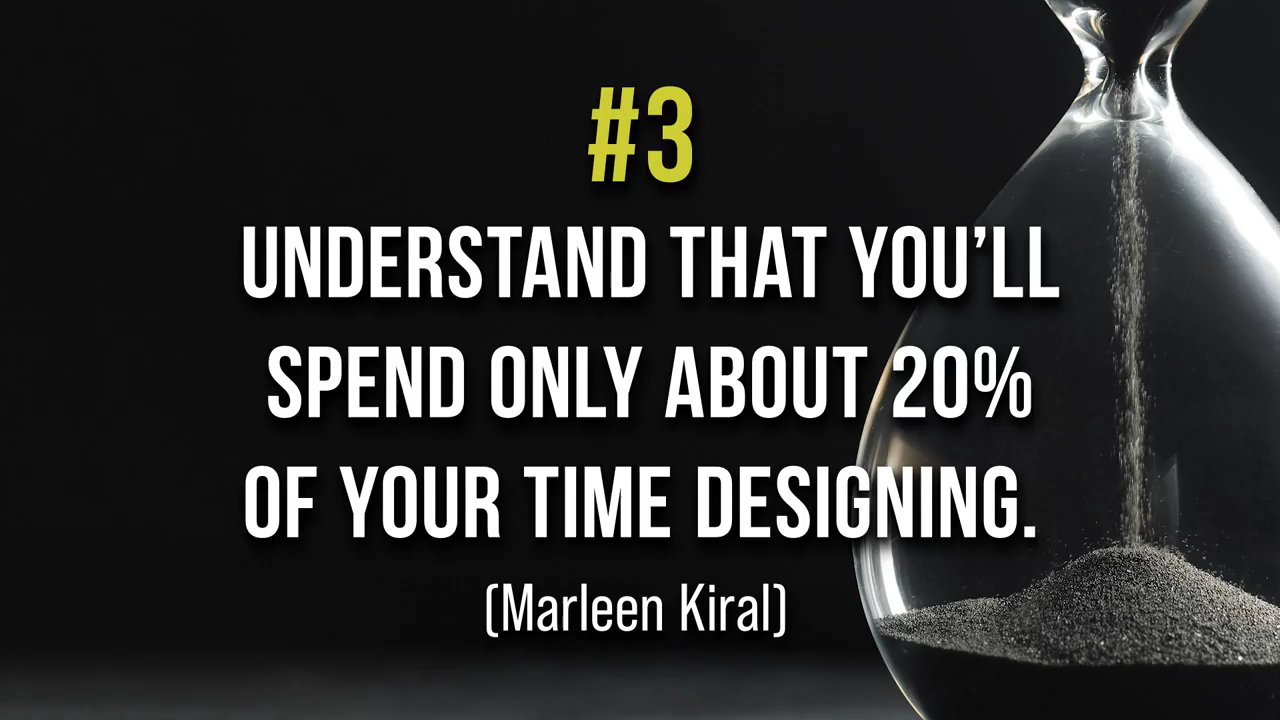 #3
UNDERSTAND THAT YOU’LL
SPEND ONLY ABOUT 20%
OF YOUR TIME DESIGNING.
(Marleen Kiral)